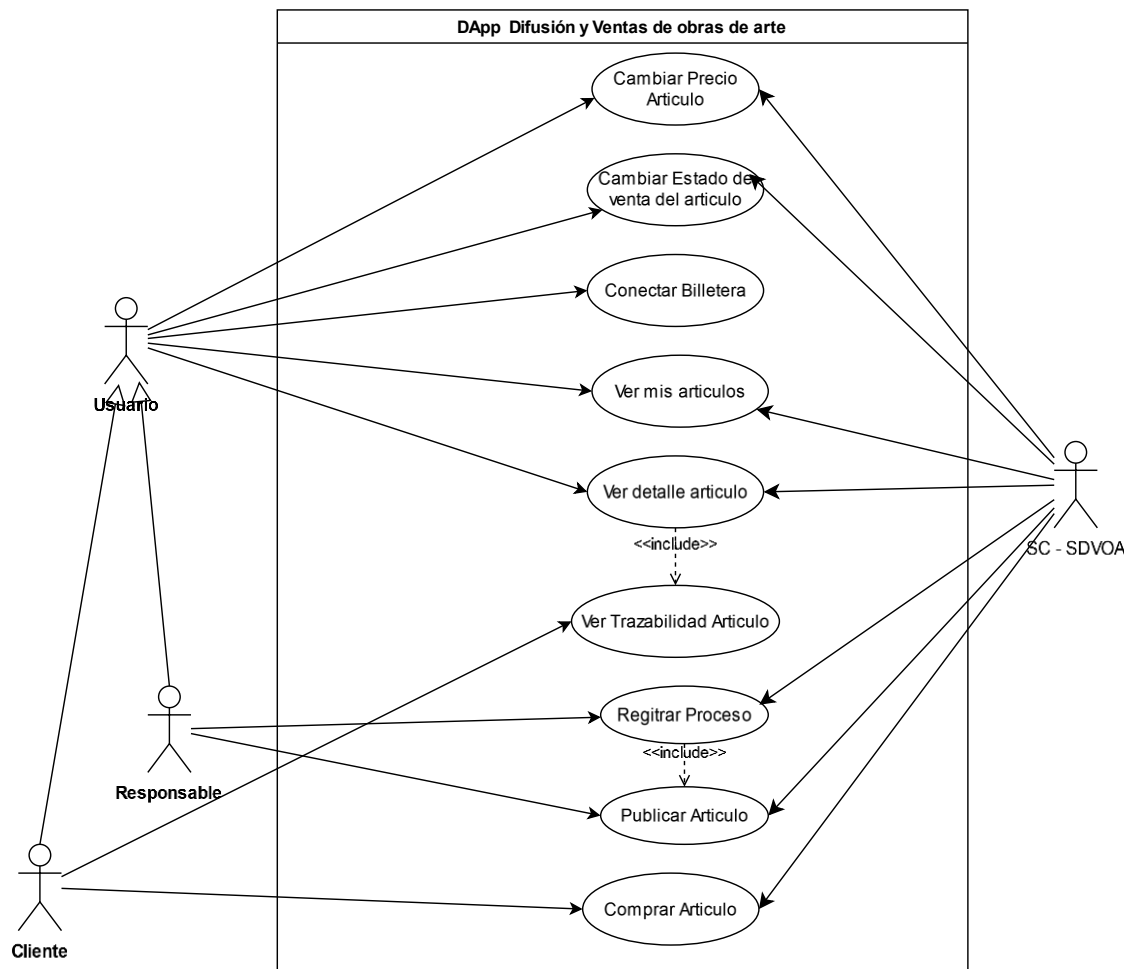 DApp Difusión y Ventas de obras de arte
Cambiar Precio
Articulo
Cambiar Estado de
venta del articulo
Conectar Billetera
Usuario
Ver mis articulos
Ver detalle articulo
<<include>>
SC - SDVOA
Ver Trazabilidad Articulo
Regitrar Proceso
<<include>>
Responsable
Publicar Articulo
Comprar Articulo
Cliente